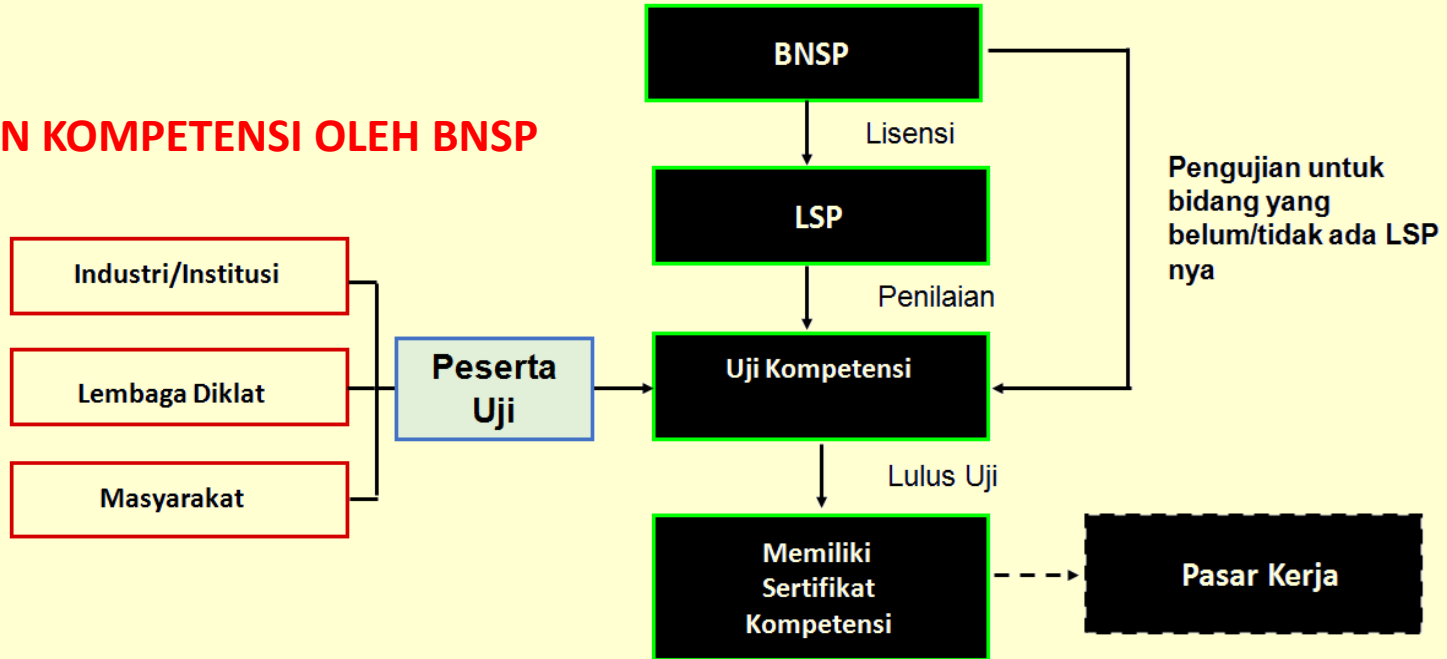 BNSP
N KOMPETENSI OLEH BNSP
Lisensi
Pengujian untuk
bidang yang
belum/tidak ada LSP
nya
LSP
Industri/Institusi
Penilaian
Peserta
Uji
Uji Kompetensi
Lembaga Diklat
Lulus Uji
Masyarakat
Memiliki
Sertifikat
Kompetensi
Pasar Kerja